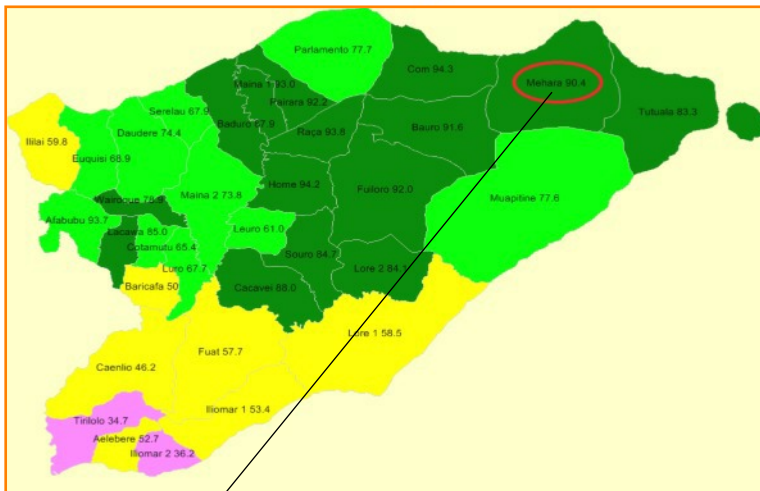 Parlamento 77.7
Com 94.3
Mehara 90.4
Maina 1 93.0
Pairara 92.2
Tutuala 83.3
Serelau 67.9
Baduro 67.9
Daudere 74.4
Raça 93.8
Bauro 91.6
Ililai 59.8
Euquisi 68.9
Home 94.2
Fuiloro 92.0
Maina 2 73.8
Muapitine 77.6
Wairoque 78.9
Afabubu 93.7
Lacawa 85.0
Leuro 61.0
Cotamutu 65.4
Souro 84.7
Luro 67.7
Lore 2 84.1
Baricafa 50
Cacavei 88.0
Lore 1 58.5
Fuat 57.7
Caenlio 46.2
Iliomar 1 53.4
Tirilolo 34.7
Aelebere 52.7
Iliomar 2 36.2